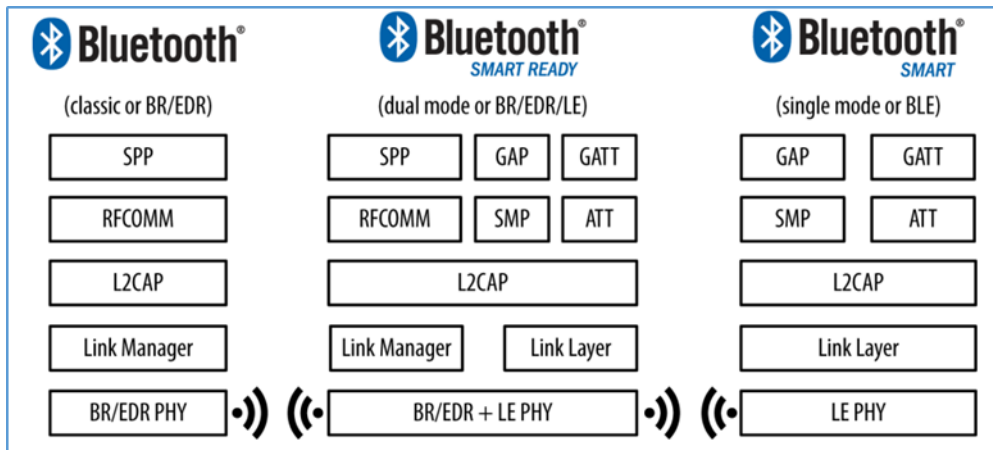 Bluetooth®
(classic or BR/EDR)
SPP
RFCOMM
L2CAP
Link Manager
BR/EDR PHY
Bluetooth®
SMART READY
(dual mode or BR/EDR/LE)
SPP GAP GATT
RFCOMM SMP ATT
L2CAP
Link Manager Link Layer
BR/EDR + LE PHY
Bluetooth®
SMART
(single mode or BLE)
GAP GATT
SMP ATT
L2CAP
Link Layer
LE PHY